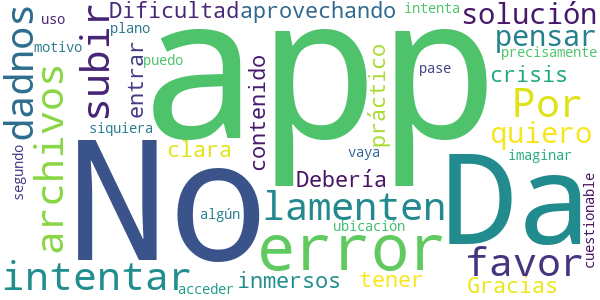 Dificultad aprovechando solución
uso plano intenta
motivo pensar precisamente
dadnos subir entrar puedo app práctico pase crisis
archivos contenido Por
siquiera quiero
clara vaya imaginar
segundo No Debería Da cuestionable
algún lamenten
ubicación
error favor
intentar inmersos tener Gracias
acceder